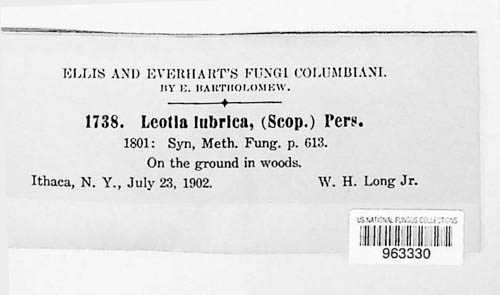 ELLIS AND EVERHART'S FUNGI COLUMBIANI.
BY E. BARTHOLOMEW.
1738. Leotia lubrica, (Scop.) Pers.
1801: Syn, Meth. Fung. p. 613.
On the ground in woods.
Ithaca, N. Y., July 23, 1902. W. H. Long Jr.
US NATIONAL FUNGUS COLLECTIONS
963330